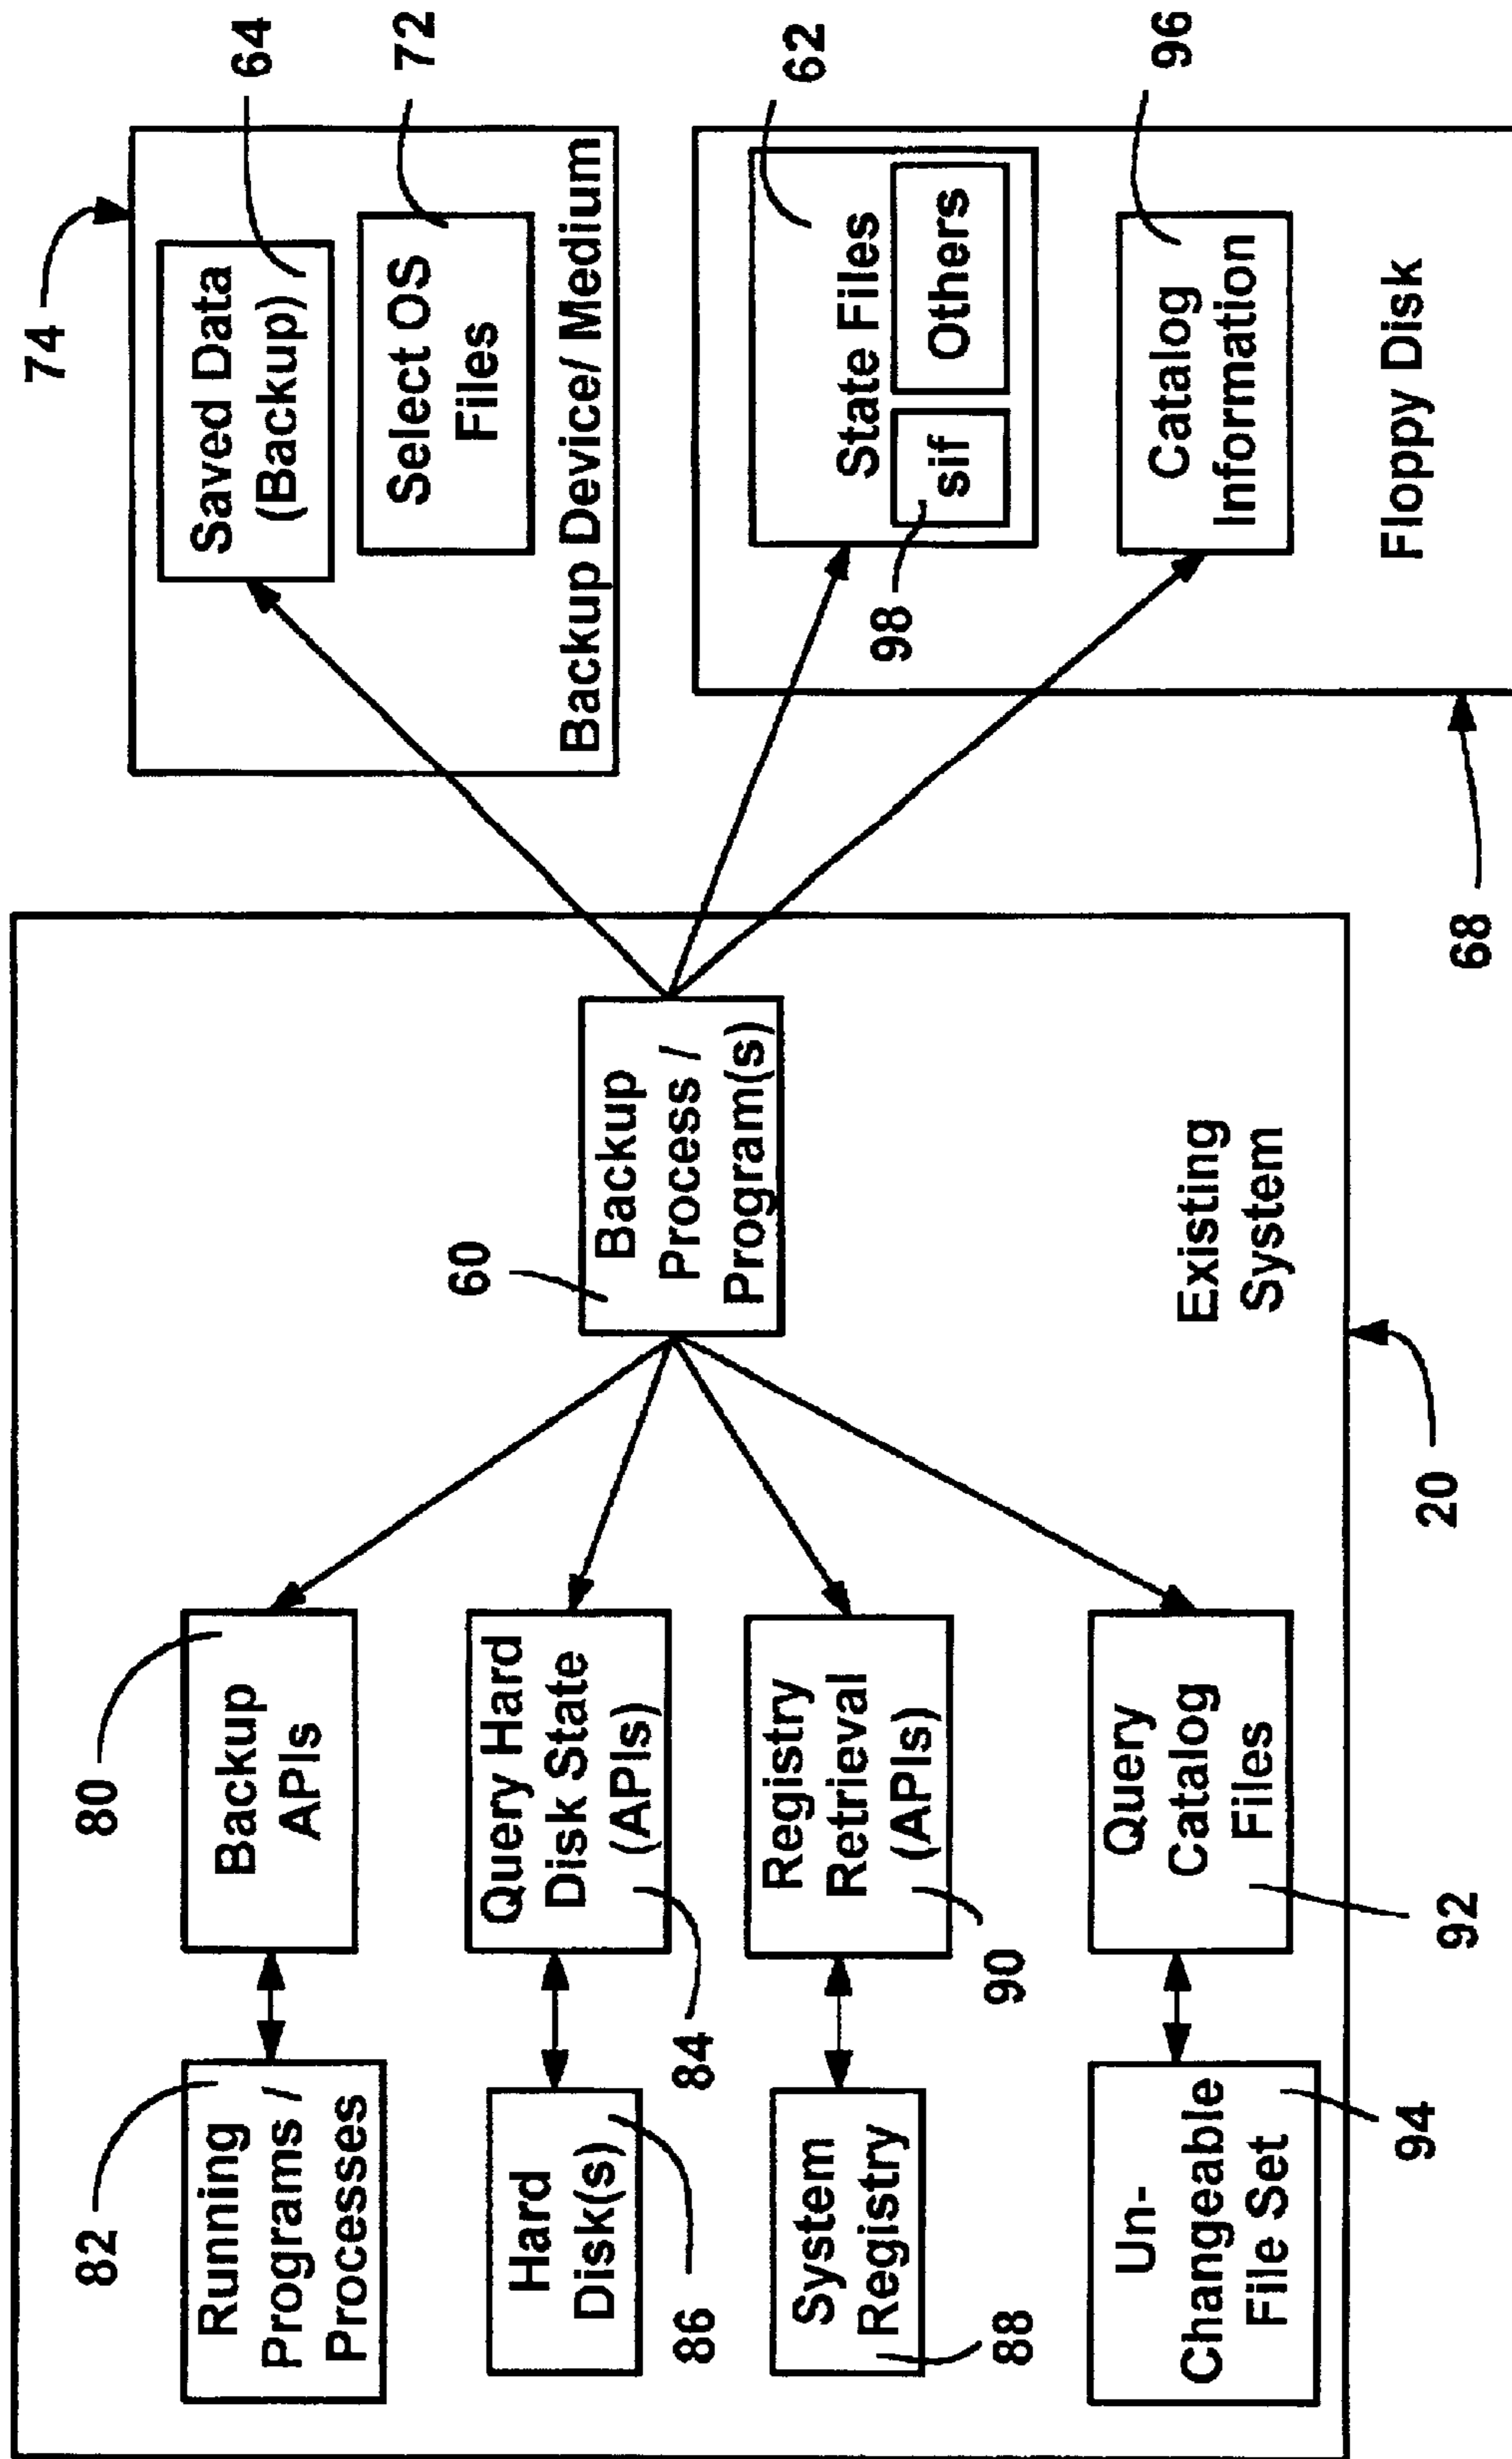 74
64
Saved Data
(Backup)
72
Select OS
Files
Backup Device/ Medium
62
State Files
sif
Others
98
96
Catalog
Information
Floppy Disk
68
60
Backup
Process /
Program(s)
Existing
System
20
80
Backup
APIs
82
Running
Programs /
Processes
Query Hard
Disk State
(APIs)
84
Hard
Disk(s)
86
Registry
Retrieval
(APIs)
90
System
Registry
88
Query
Catalog
Files
92
Un-
Changeable
File Set
94